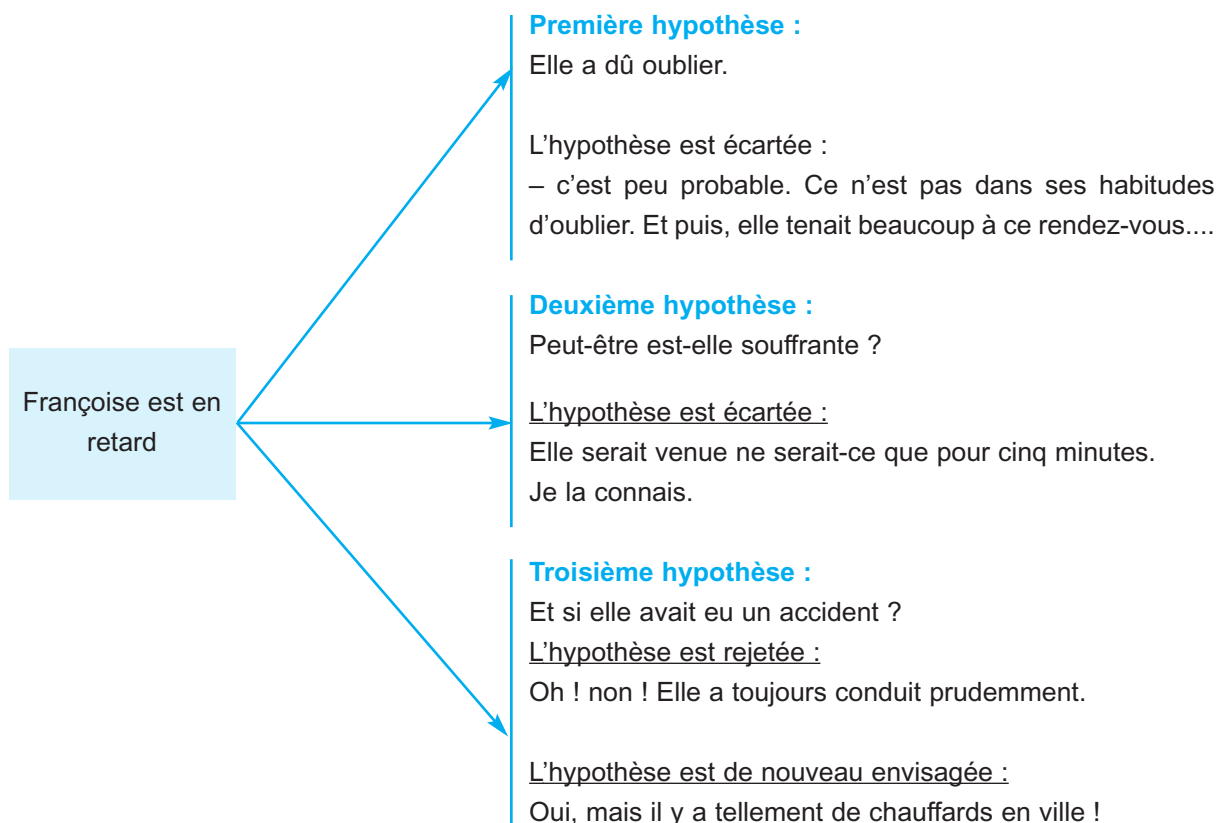 Françoise est en
retard
Première hypothèse :
Elle a dû oublier.
L’hypothèse est écartée :
– c’est peu probable. Ce n’est pas dans ses habitudes
d’oublier. Et puis, elle tenait beaucoup à ce rendez-vous....
Deuxième hypothèse :
Peut-être est-elle souffrante ?
L’hypothèse est écartée :
Elle serait venue ne serait-ce que pour cinq minutes.
Je la connais.
Troisième hypothèse :
Et si elle avait eu un accident ?
L’hypothèse est rejetée :
Oh ! non ! Elle a toujours conduit prudemment.
L’hypothèse est de nouveau envisagée :
Oui, mais il y a tellement de chauffards en ville !